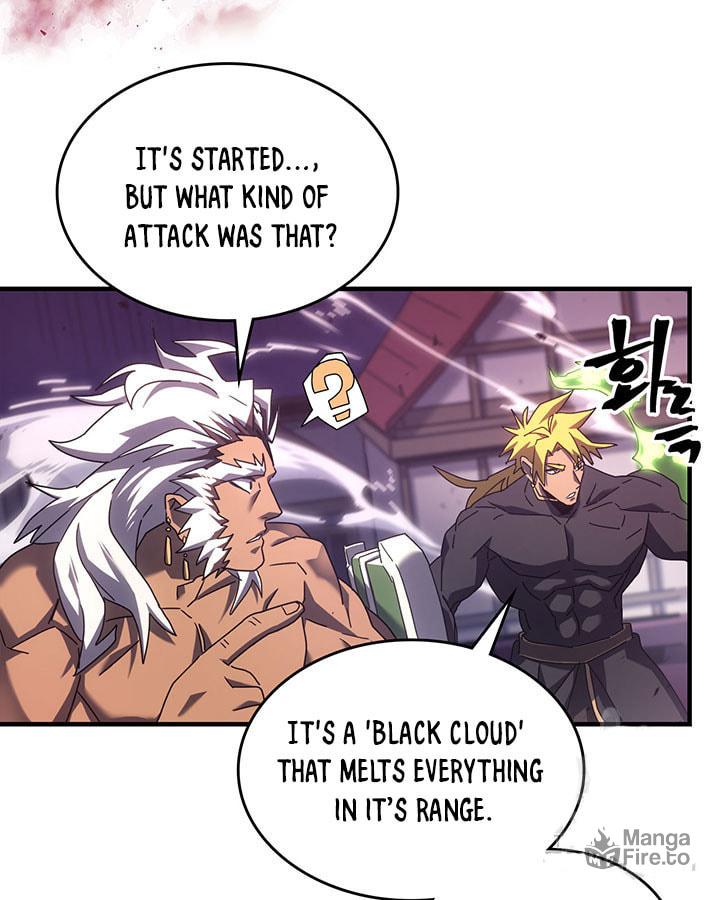 IT'S STARTED...,
BUT WHAT KIND OF
ATTACK WAS THAT?
?
화르륵
IT'S A 'BLACK CLOUD'
THAT MELTS EVERYTHING
IN IT'S RANGE.
Manga
Fire.to